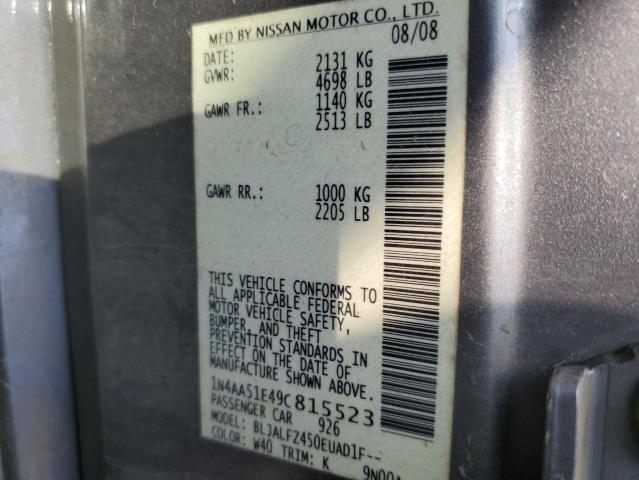 MFD BY NISSAN MOTOR CO., LTD.
DATE: 08/08
GVWR: 2131 KG
4698 LB
GAWR FR.: 1140 KG
2513 LB
GAWR RR.: 1000 KG
2205 LB
THIS VEHICLE CONFORMS TO
ALL APPLICABLE FEDERAL
MOTOR VEHICLE SAFETY,
BUMPER, AND THEFT
PREVENTION STANDARDS IN
EFFECT ON THE DATE OF
MANUFACTURE SHOWN ABOVE.
1N4AA51E49C815523
PASSENGER CAR 926
MODEL: BLJALFZ450EUAD1F--
COLOR: W40 TRIM: K 9N00A